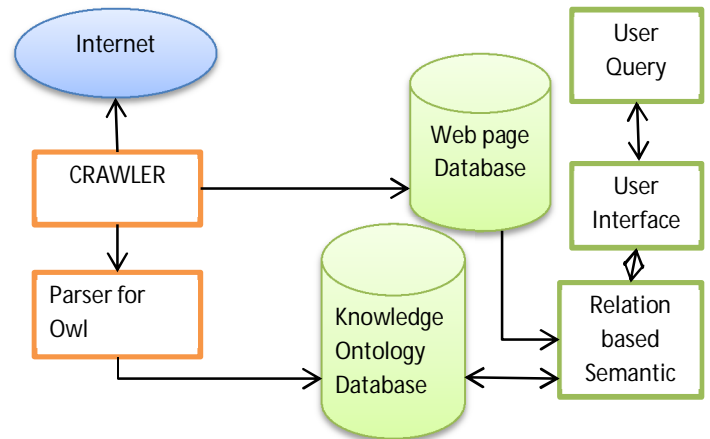 Internet
User
Query
Web page
Database
CRAWLER
User
Interface
Parser for
Owl
Knowledge
Ontology
Database
Relation
based
Semantic